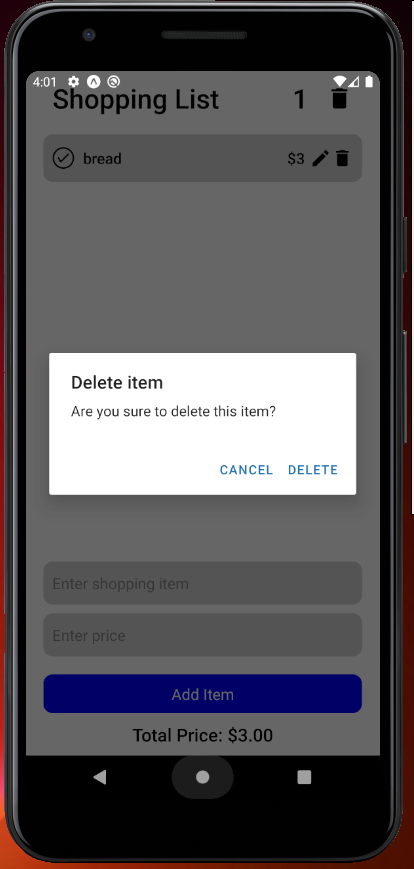 4:01
Shopping List 1
bread $3
Delete item
Are you sure to delete this item?
CANCEL DELETE
Enter shopping item
Enter price
Add Item
Total Price: $3.00